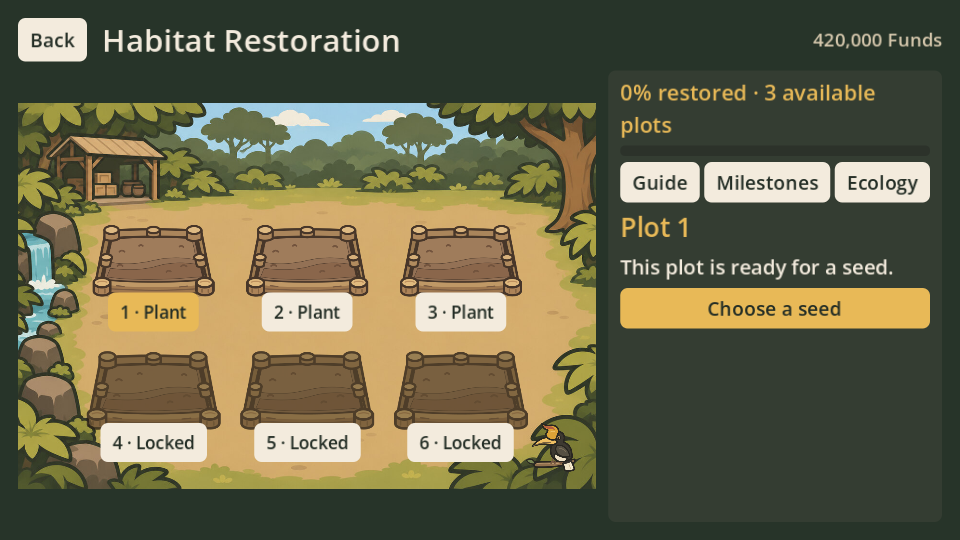 Back
Habitat Restoration
420,000 Funds
0% restored · 3 available
plots
Guide
Milestones
Ecology
Plot 1
This plot is ready for a seed.
Choose a seed
1 · Plant
2 · Plant
3 · Plant
4 · Locked
5 · Locked
6 · Locked